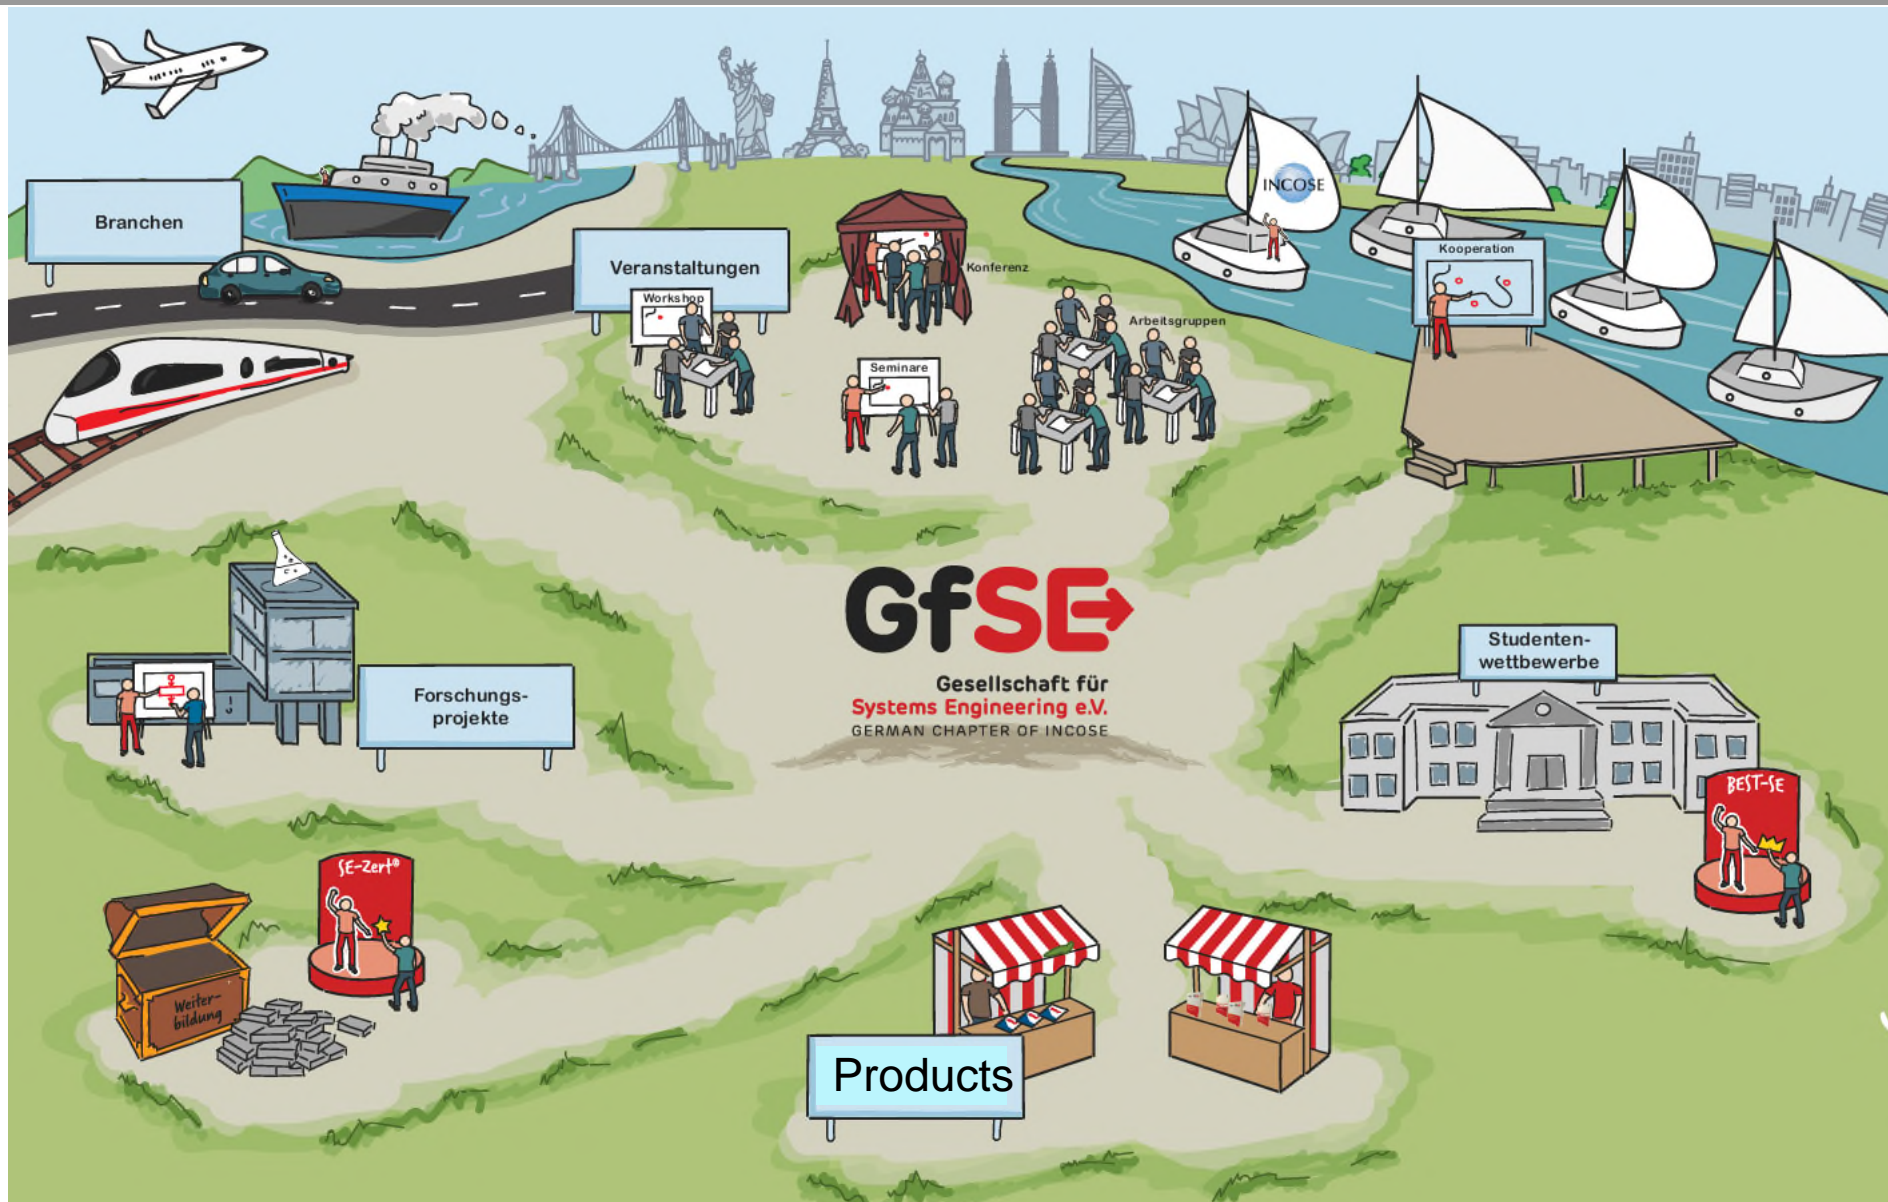 INCOSE
Branchen
Kooperation
Veranstaltungen
Konferenz
Workshop
Arbeitsgruppen
Seminare
GfSE
Gesellschaft für
Systems Engineering e.V.
GERMAN CHAPTER OF INCOSE
Studenten-
wettbewerbe
Forschungs-
projekte
BEST-SE
SE-Zert®
Weiter-
bildung
Products